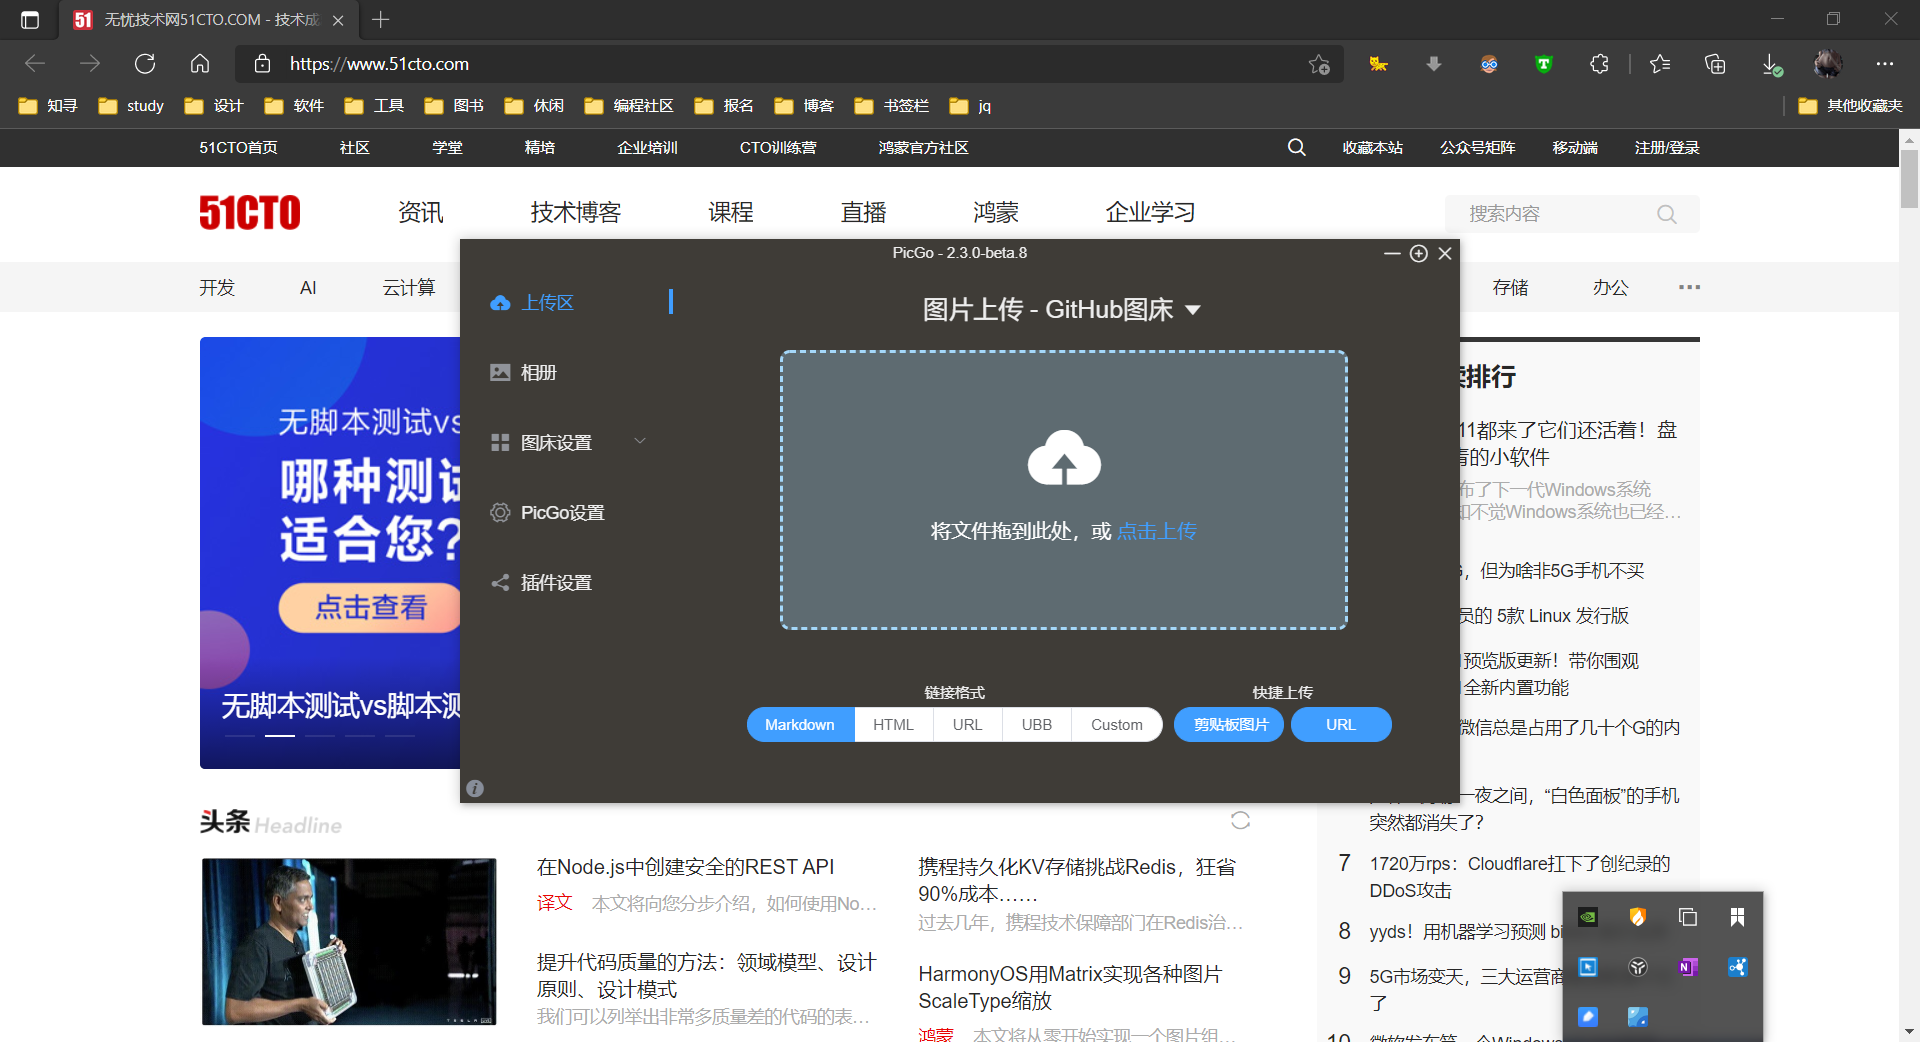 无忧技术网51CTO.COM - 技术成
https://www.51cto.com
知寻 study 设计 软件 工具 图书 休闲 编程社区 报名 博客 书签栏 jq 其他收藏夹
51CTO首页 社区 学堂 精培 企业培训 CTO训练营 鸿蒙官方社区 收藏本站 公众号矩阵 移动端 注册/登录
51CTO 资讯 技术博客 课程 直播 鸿蒙 企业学习 搜索内容
开发 AI 云计算 存储 办公
PicGo - 2.3.0-beta.8
上传区
相册
图床设置
PicGo设置
插件设置
图片上传 - GitHub图床
将文件拖到此处，或 点击上传
链接格式 快捷上传
Markdown HTML URL UBB Custom 剪贴板图片 URL
无脚本测试vs
哪种测试
适合您?
点击查看
无脚本测试vs脚本测
排行
11都来了它们还活着！盘
的小软件
布了下一代Windows系统
不觉Windows系统也已经…
，但为啥非5G手机不买
员的 5款 Linux 发行版
预览版更新！带你围观
全新内置功能
微信总是占用了几十个G的内
一夜之间，“白色面板”的手机
突然都消失了？
7 1720万rps：Cloudflare扛下了创纪录的
DDoS攻击
8 yyds！用机器学习预测 bi
9 5G市场变天，三大运营商
了
10
头条 Headline
在Node.js中创建安全的REST API
译文 本文将向您分步介绍，如何使用No…
提升代码质量的方法：领域模型、设计
原则、设计模式
我们可以列举出非常多质量差的代码的表…
携程持久化KV存储挑战Redis，狂省
90%成本……
过去几年，携程技术保障部门在Redis治…
HarmonyOS用Matrix实现各种图片
ScaleType缩放
鸿蒙 本文将从零开始实现一个图片组…